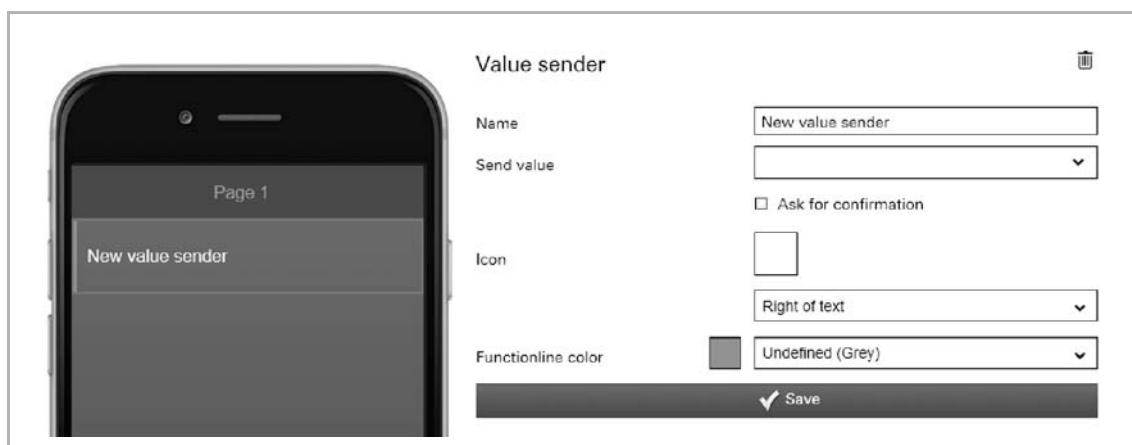 Page 1
New value sender
Value sender
Name
New value sender
Send value
Ask for confirmation
Icon
Right of text
Functionline color
Undefined (Grey)
Save